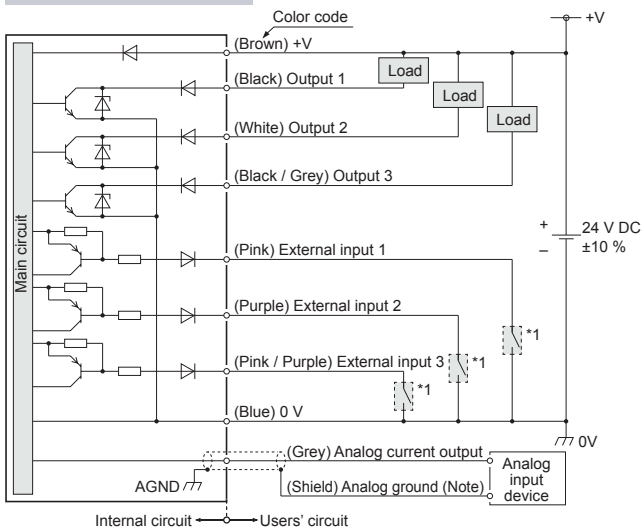 Color code
+V
(Brown) +V
(Black) Output 1
Load
Load
(White) Output 2
Load
(Black / Grey) Output 3
Main circuit
+
24 V DC
–
±10 %
(Pink) External input 1
(Purple) External input 2
*1
(Pink / Purple) External input 3
*1
*1
(Blue) 0 V
0V
(Grey) Analog current output
Analog
input
device
AGND
(Shield) Analog ground (Note)
Internal circuit
Users' circuit